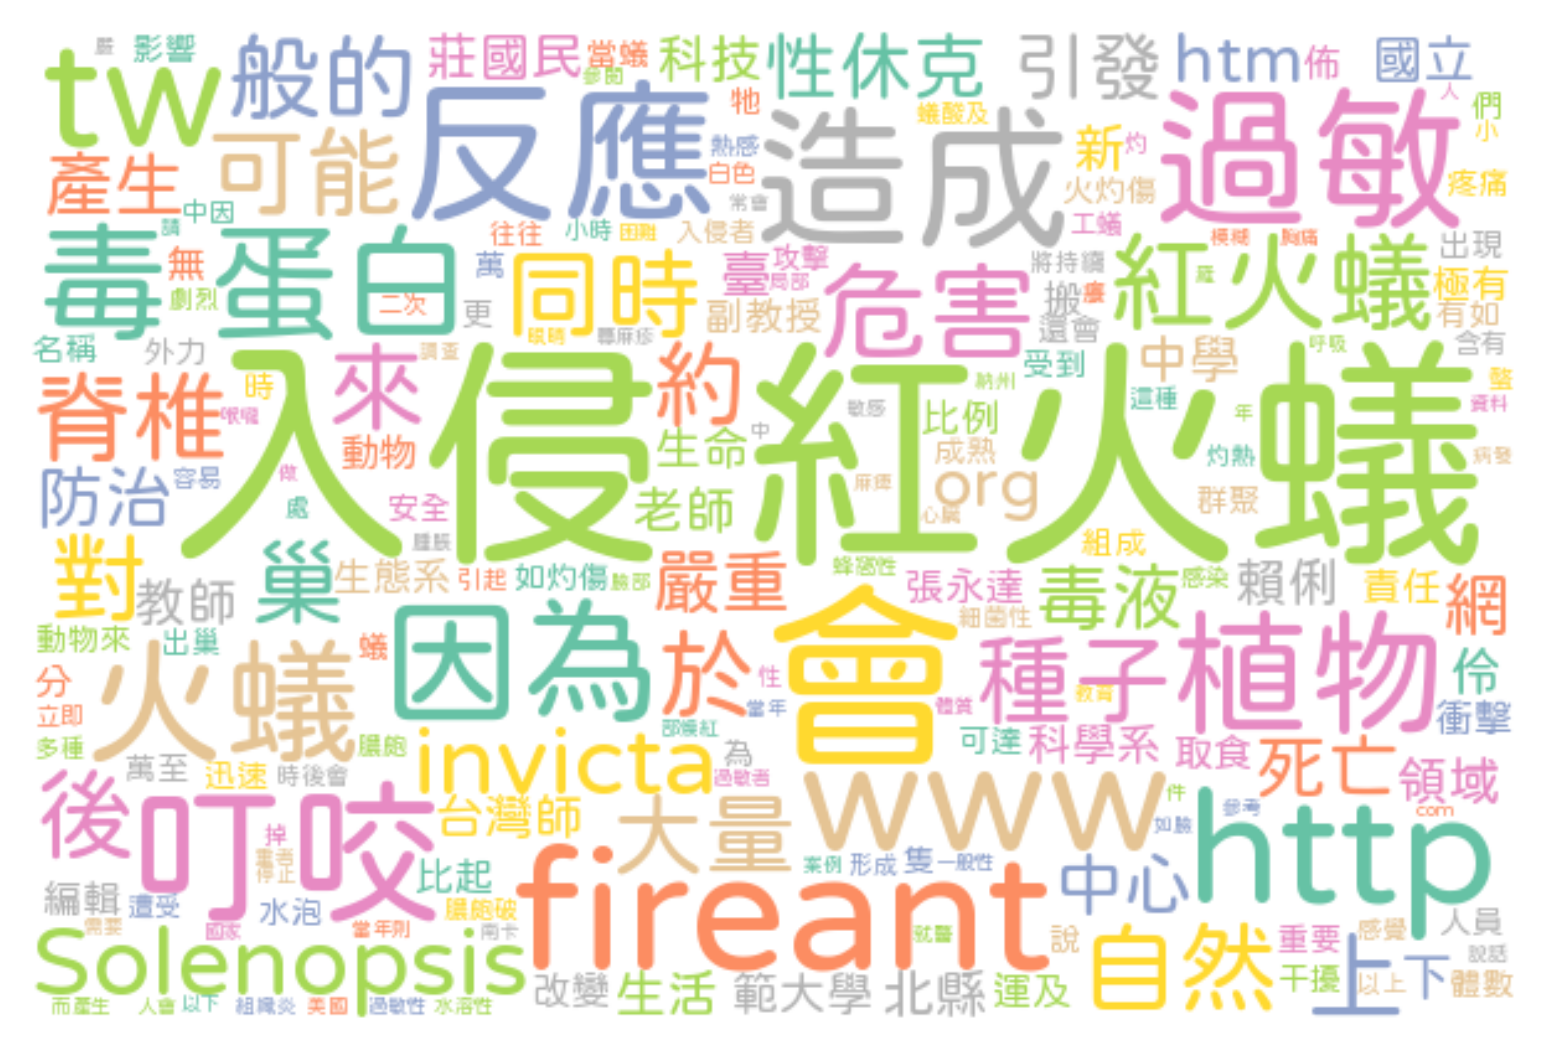 嚴
影響
tw
般的
莊國民
當蟻
參閱
科技
性休克
引發
htm
佈
國立
人
們
小
牠
蟻酸及
反應
造成
過敏
可能
產生
熱感
白色
新
灼
火灼傷
疼痛
常會
中因
請
往往
小時
困難
入侵者
工蟻
模糊
胸痛
出現
毒蛋白
無
劇烈
二次
萬
更
同時
臺
攻擊
局部
副教授
危害
將持續
搬
還會
紅火蟻
極有
有如
名稱
外力
調查
眼睛
蕁麻疹
受到
中學
呼吸
含有
入侵紅火蟻
脊椎
時
喉嚨
來
約
納州
敏感
比例
這種
年
螫
資料
動物
生命
中
成熟
灼熱
病發
防治
容易
做
處
安全
老師
麻痺
org
心臟
群聚
對
腫脹
組成
教師
巢
生態系
引起
如灼傷
臉部
嚴重
蜂窩性
張永達
細菌性
毒液
感染
賴俐
責任
網
動物來
出巢
蟻
因為
於
會
種子
植物
教育
伶
分
立即
火蟻
性
當年
體質
衝擊
多種
膿皰
部燥紅
可達
科學系
取食
死亡
領域
萬至
迅速
時後會
invicta
為
過敏者
後
叮咬
掉
台灣師
大量
www
件
如臉
參考
com
http
重者
停止
比起
案例
形成
隻
一般性
中心
編輯
遭受
水泡
膿皰破
fireant
人員
需要
國家
當年則
南卡
就醫
說
自然
重要
感覺
說話
Solenopsis
改變
生活
範大學
北縣
運及
干擾
以上
上下
體數
而產生
人會
以下
組織炎
美國
過敏性
水溶性